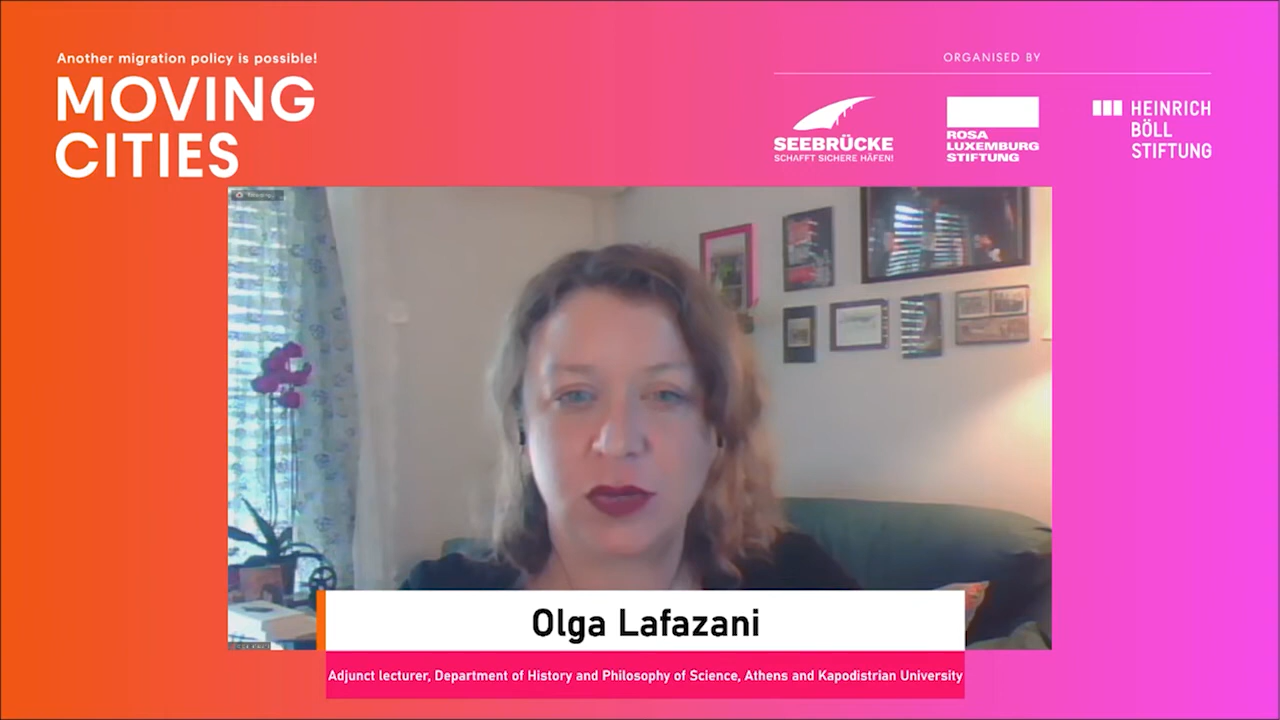 Another migration policy is possible!
MOVING
CITIES
ORGANISED BY
SEEBRÜCKE
SCHAFFT SICHERE HÄFEN!
ROSA
LUXEMBURG
STIFTUNG
HEINRICH
BÖLL
STIFTUNG
Olga Lafazani
Adjunct lecturer, Department of History and Philosophy of Science, Athens and Kapodistrian University